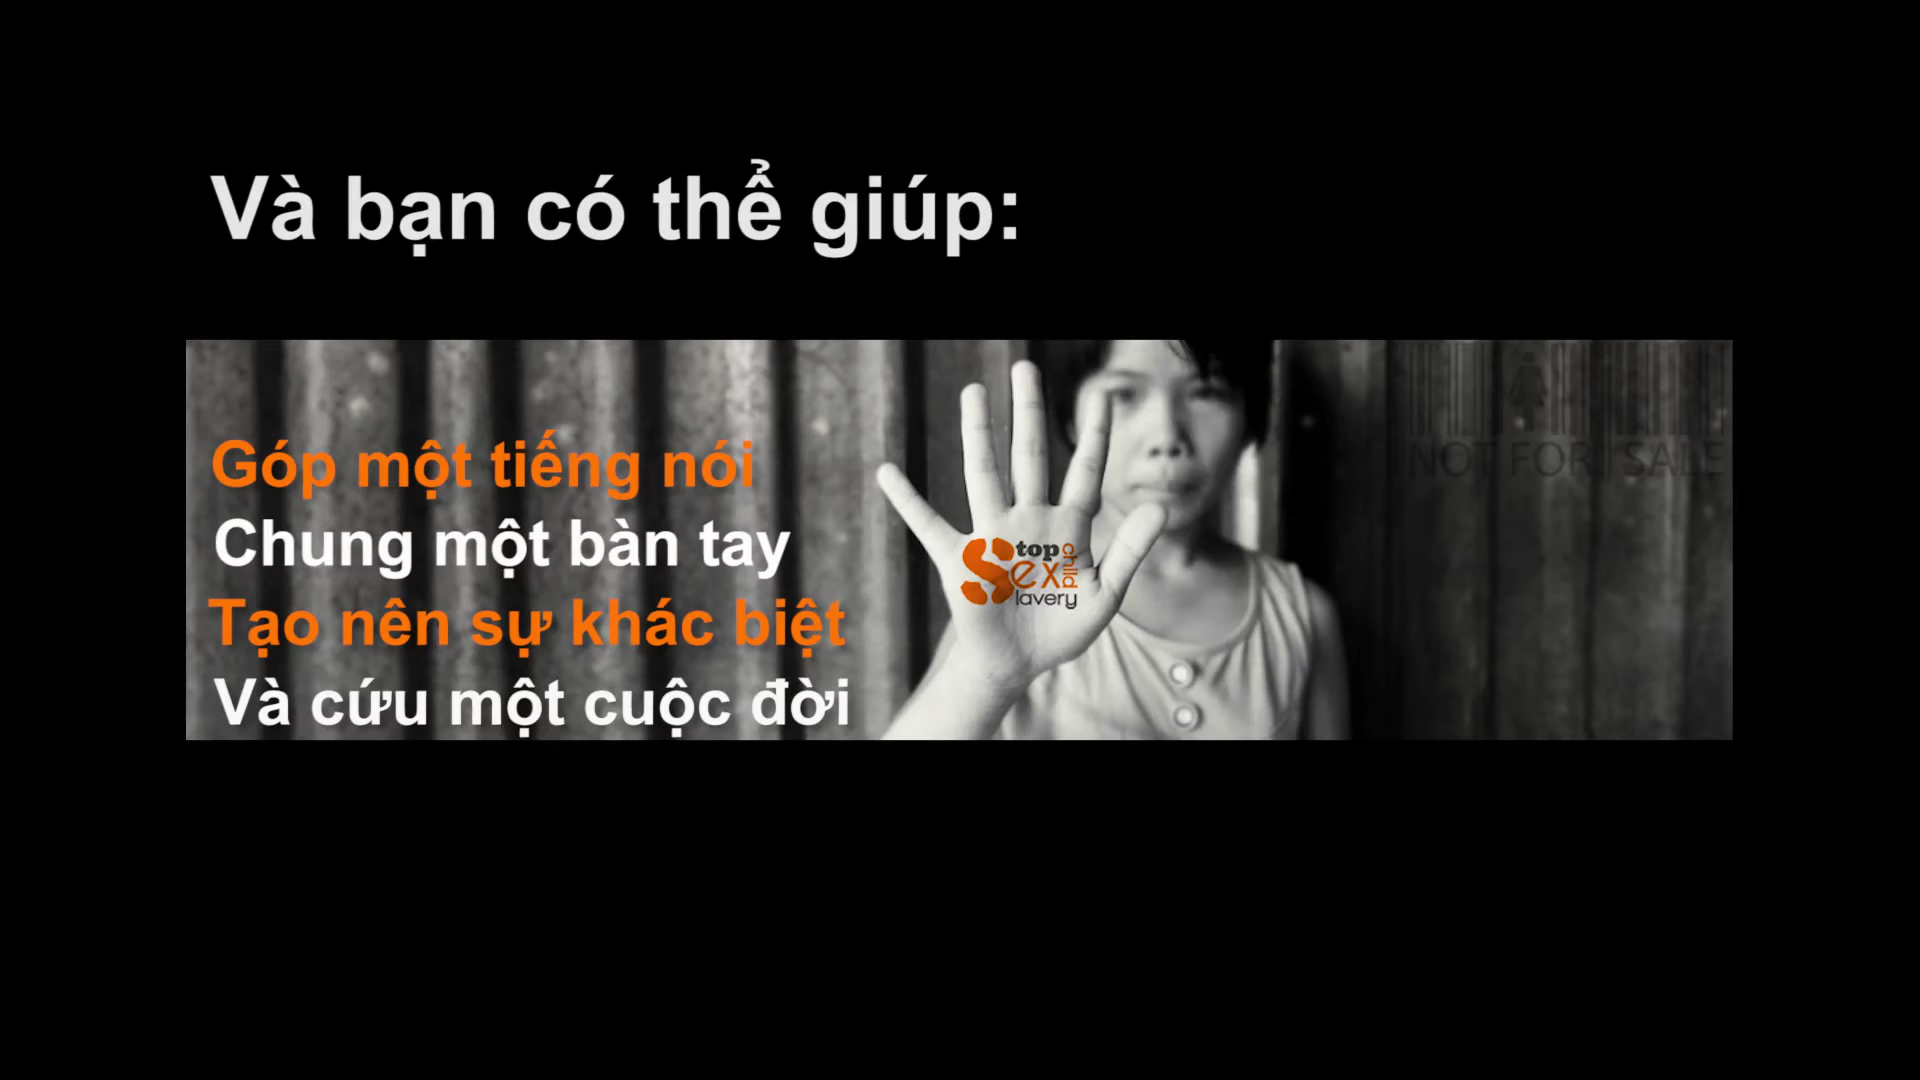 Và bạn có thể giúp:
Góp một tiếng nói
Chung một bàn tay
Tạo nên sự khác biệt
Và cứu một cuộc đời
Stop child
Sex
Slavery
NOT FOR SALE